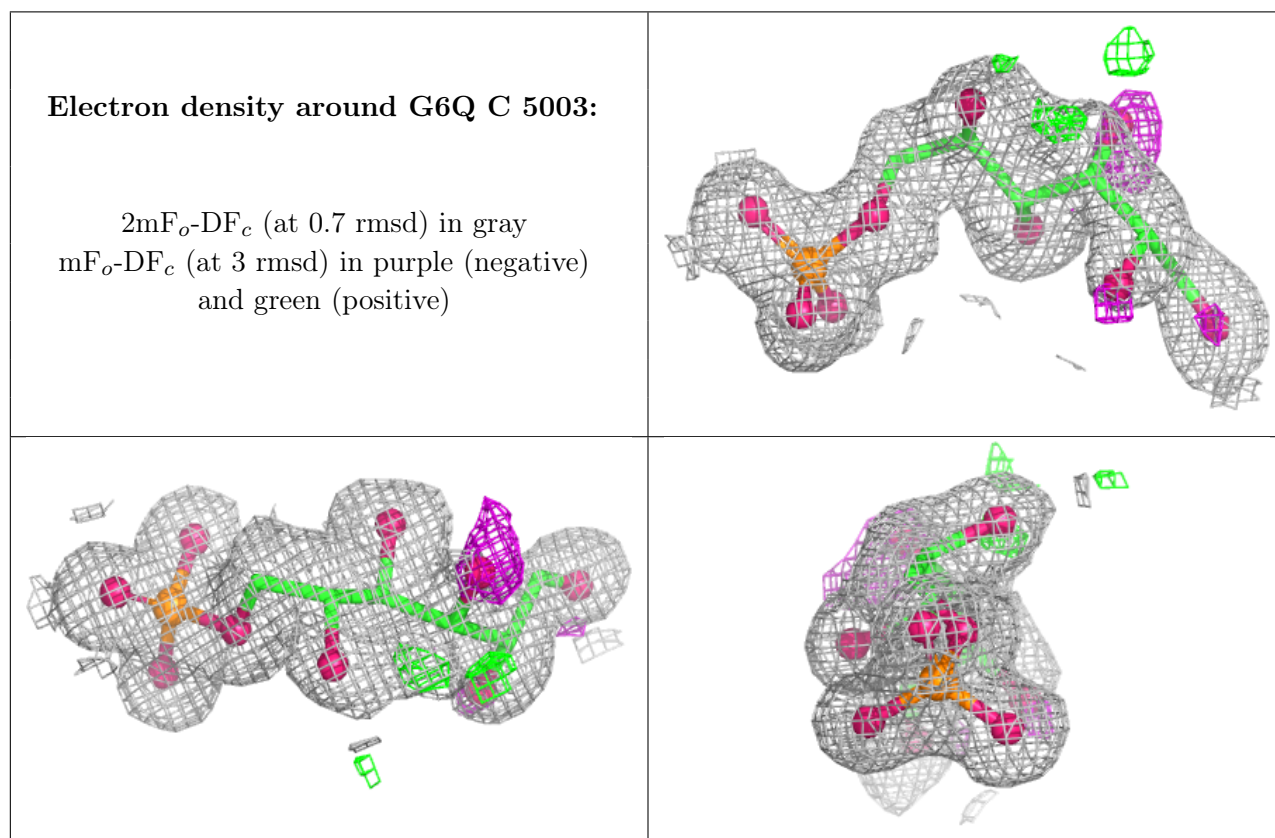 Electron density around G6Q C 5003:
2mFo-DFc (at 0.7 rmsd) in gray
mFo-DFc (at 3 rmsd) in purple (negative)
and green (positive)